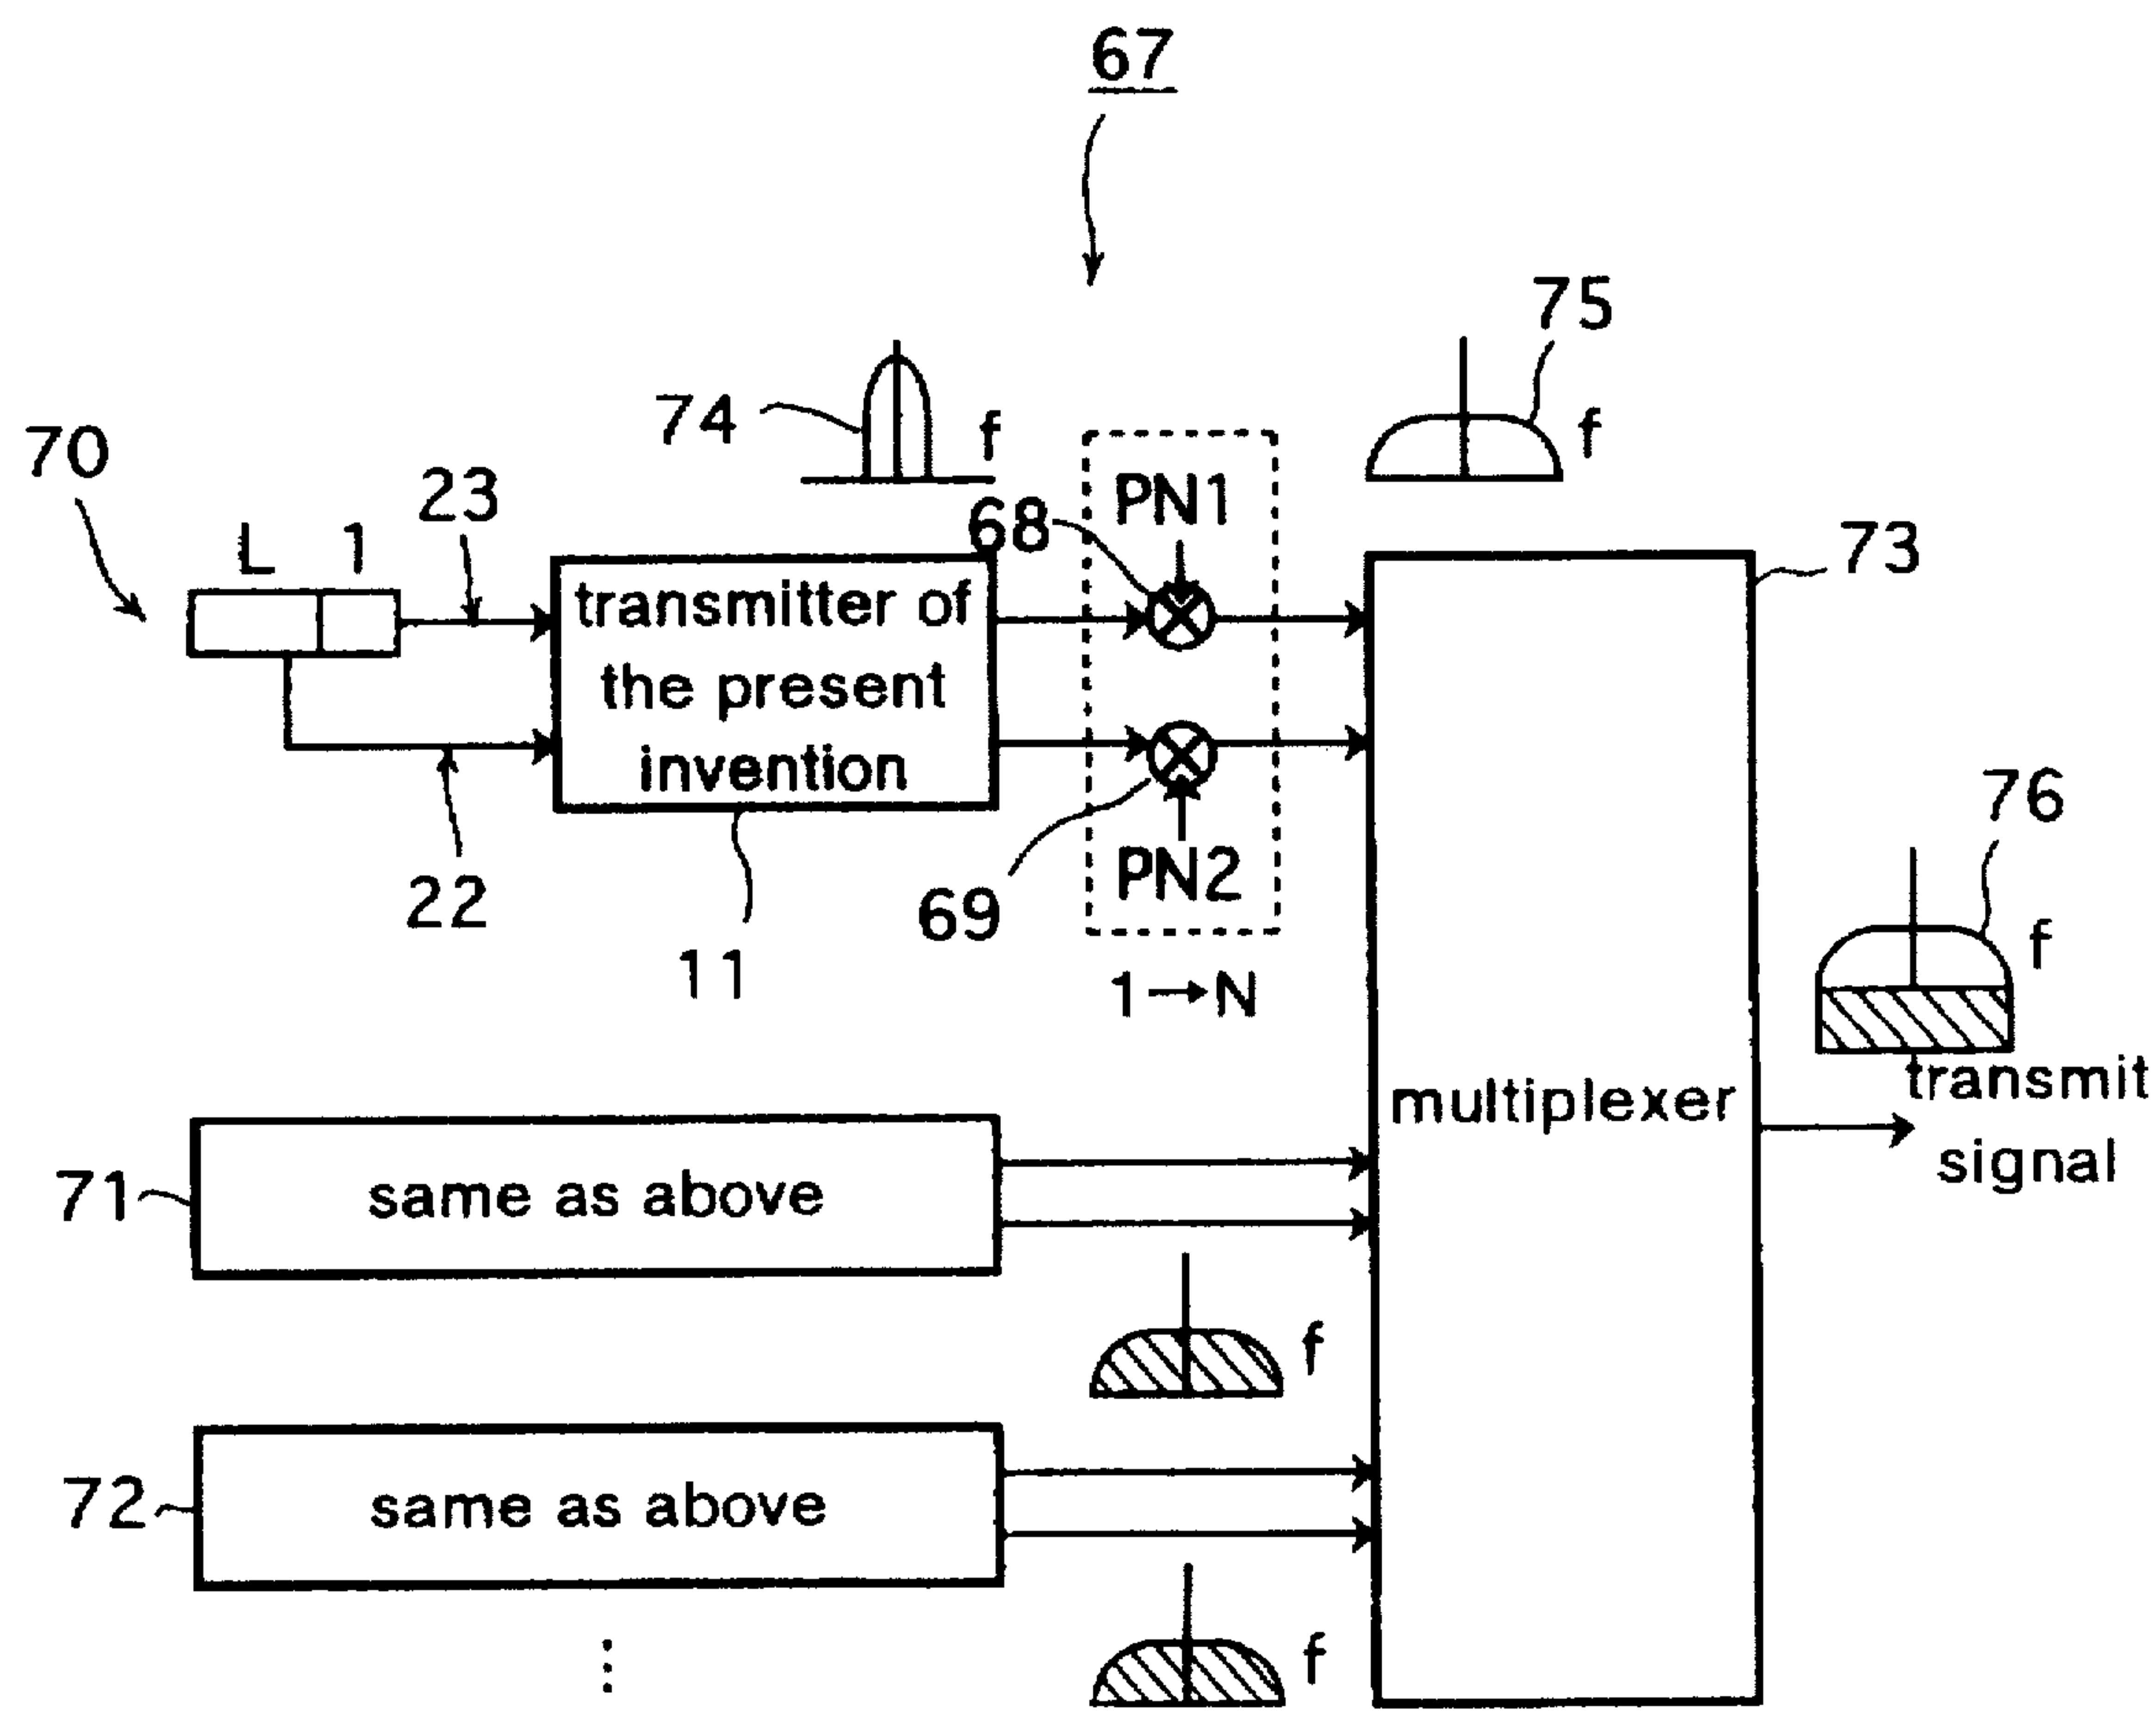 67
75
74
f
f
70
23
PN1
68
L 1
73
transmitter of
the present
invention
76
22
69
PN2
f
11
1→N
multiplexer
transmit
signal
71
same as above
f
72
same as above
f